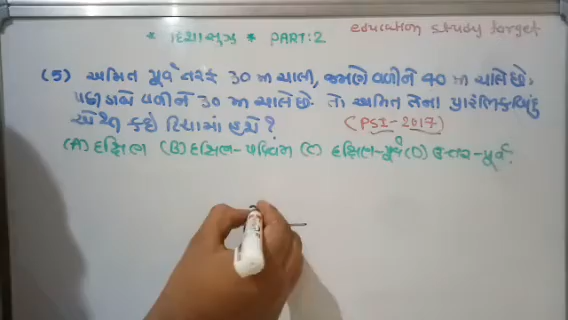 education study target
* દિશાસૂઝ * PART:2
(5) અમિત પૂર્વ તરફ 30 m ચાલી, જમણે વળીને 40 m ચાલે છે.
પછી ડાબે વળીને 30 m ચાલે છે. તો અમિત તેના પ્રારંભિક બિંદુ
એથી કઈ દિશામાં હશે? (PSI-2017)
(A) દક્ષિણ (B) દક્ષિણ-પશ્ચિમ (C) દક્ષિણ-પૂર્વ (D) ઉત્તર-પૂર્વ.